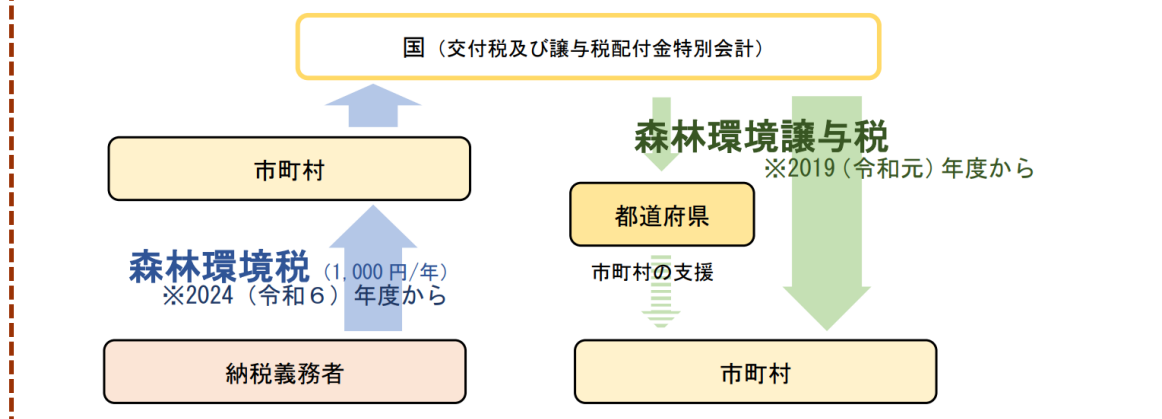 国（交付税及び譲与税配付金特別会計）
市町村
森林環境税（1,000 円/年）
※2024（令和６）年度から
納税義務者
森林環境譲与税
※2019（令和元）年度から
都道府県
市町村の支援
市町村